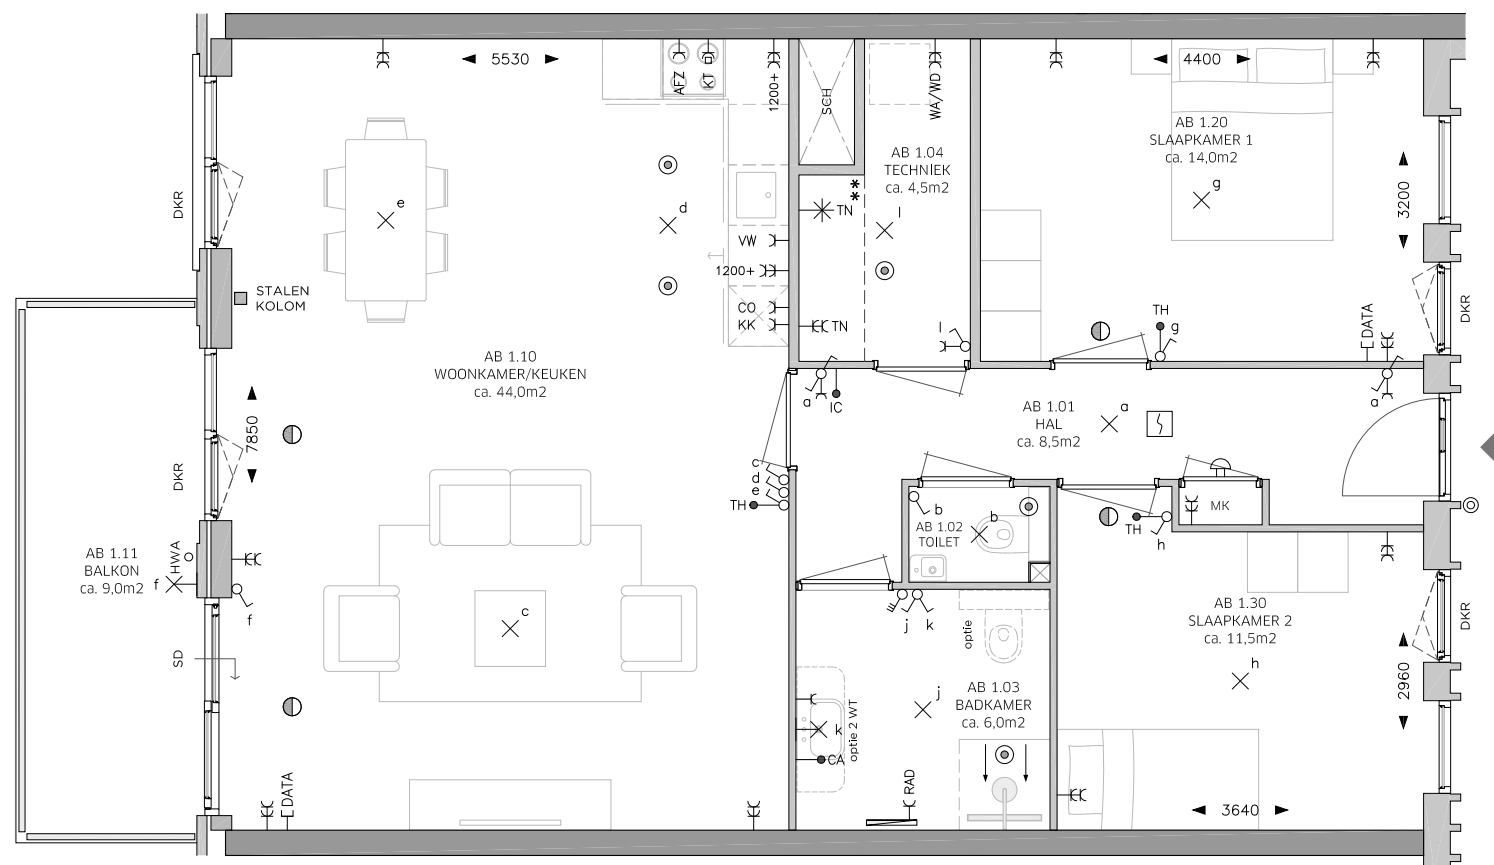 5530
AFZ
KT
1200+
SCH
WA/WD
4400
AB 1.20
SLAAPKAMER 1
ca. 14,0m2
g
AB 1.04
TECHNIEK
ca. 4,5m2
**
TN
l
3200
DKR
e
d
VW
1200+
CO
KK
TN
STALEN
KOLOM
l
TH
g
DATA
DKR
AB 1.10
WOONKAMER/KEUKEN
ca. 44,0m2
7850
a
IC
AB 1.01
HAL
ca. 8,5m2
a
a
DKR
c
d
e
TH
b
AB 1.02
TOILET
b
TH
h
MK
AB 1.11
BALKON
ca. 9,0m2
HWA
f
f
SD
c
j
k
optie
AB 1.30
SLAAPKAMER 2
ca. 11,5m2
h
DKR
2960
AB 1.03
BADKAMER
ca. 6,0m2
j
k
optie 2 WT
CA
RAD
DATA
3640